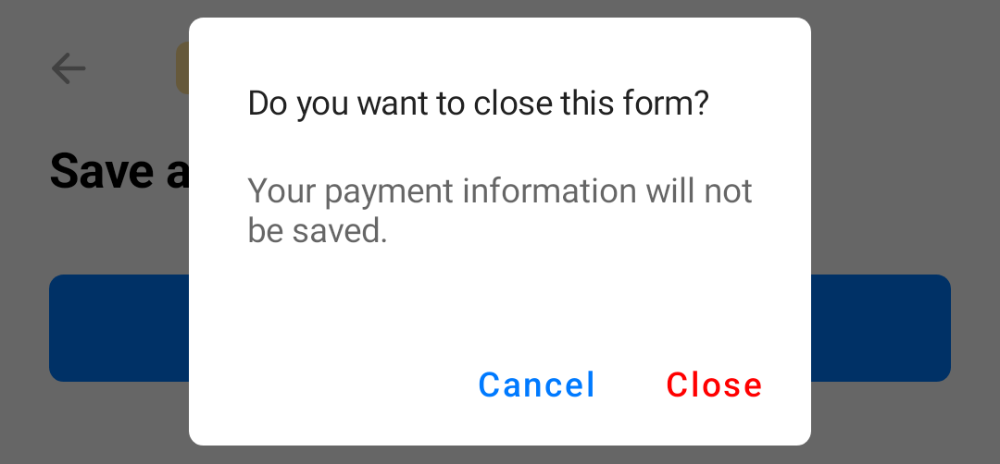 Do you want to close this form?
Save a
Your payment information will not
be saved.
Cancel Close